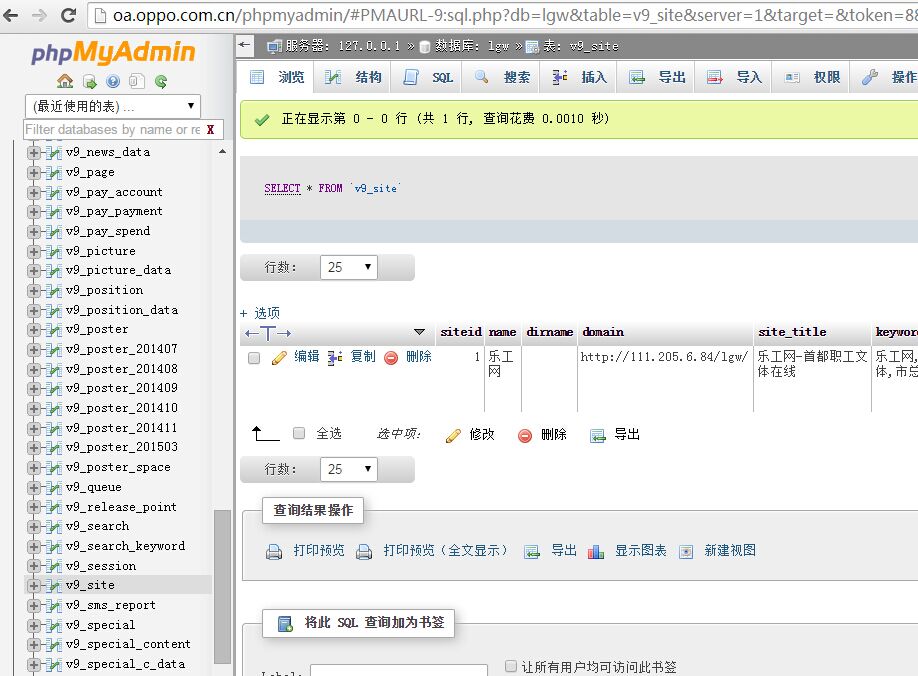 oa.oppo.com.cn/phpmyadmin/#PMAURL-9:sql.php?db=lgw&table=v9_site&server=1&target=&token=88
phpMyAdmin
(最近使用的表) ...
Filter databases by name or re X
v9_news_data
v9_page
v9_pay_account
v9_pay_payment
v9_pay_spend
v9_picture
v9_picture_data
v9_position
v9_position_data
v9_poster
v9_poster_201407
v9_poster_201408
v9_poster_201409
v9_poster_201410
v9_poster_201411
v9_poster_201503
v9_poster_space
v9_queue
v9_release_point
v9_search
v9_search_keyword
v9_session
v9_site
v9_sms_report
v9_special
v9_special_content
v9_special_c_data
服务器: 127.0.0.1 » 数据库: lgw » 表: v9_site
浏览 结构 SQL 搜索 插入 导出 导入 权限 操作
正在显示第 0 - 0 行 (共 1 行, 查询花费 0.0010 秒)
SELECT * FROM `v9_site`
行数: 25
+ 选项
←T→ siteid name dirname domain site_title keyword
编辑 复制 删除 1 乐工网 http://111.205.6.84/lgw/ 乐工网-首都职工文体在线 乐工网,体,市总
全选 选中项: 修改 删除 导出
行数: 25
查询结果操作
打印预览 打印预览(全文显示) 导出 显示图表 新建视图
将此 SQL 查询加为书签
Label: 让所有用户均可访问此书签